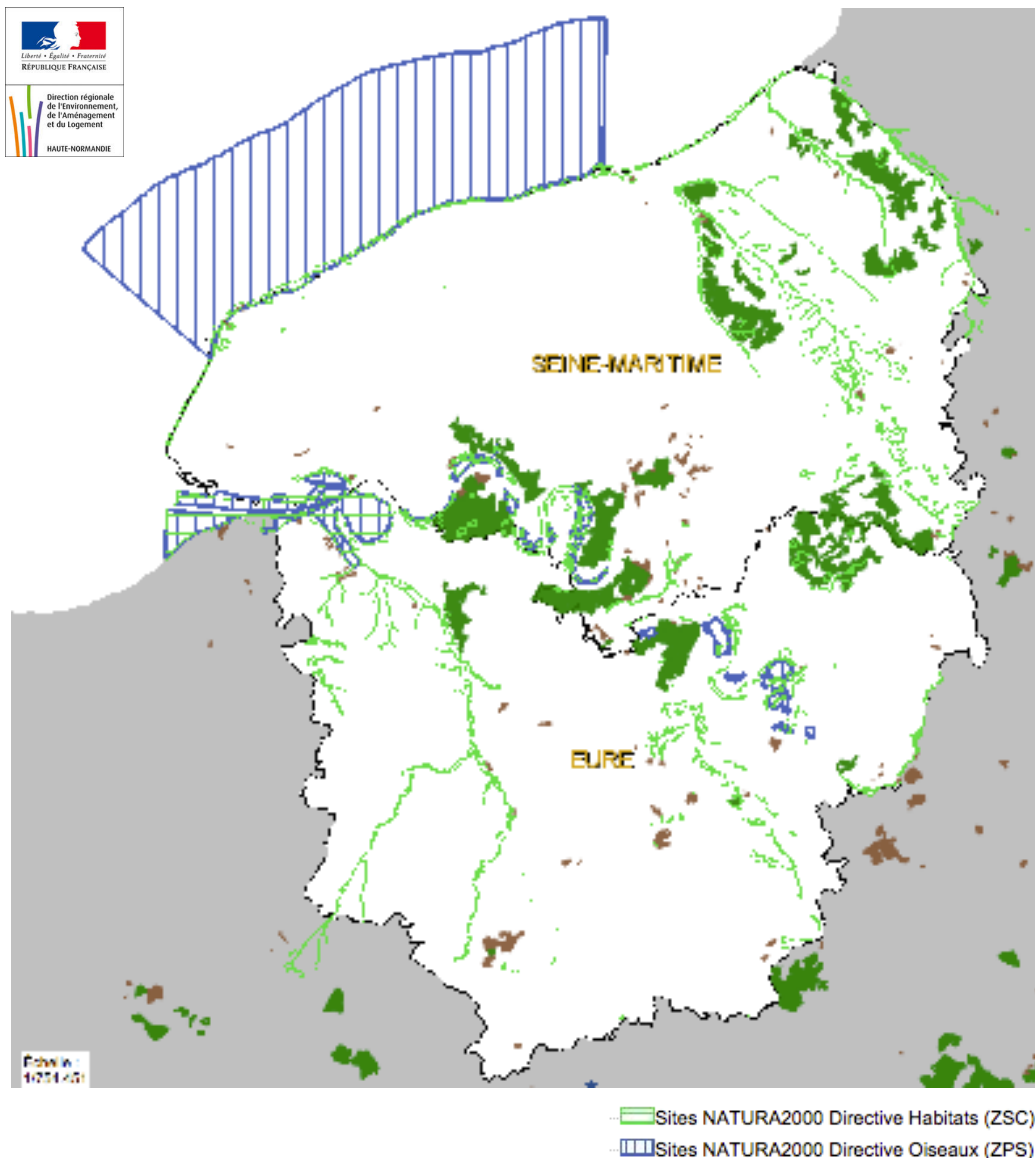 Liberté • Égalité • Fraternité
RÉPUBLIQUE FRANÇAISE
Direction régionale
de l'Environnement,
de l'Aménagement
et du Logement
HAUTE-NORMANDIE
SEINE-MARITIME
EURE
Échelle :
Sites NATURA2000 Directive Habitats (ZSC)
Sites NATURA2000 Directive Oiseaux (ZPS)